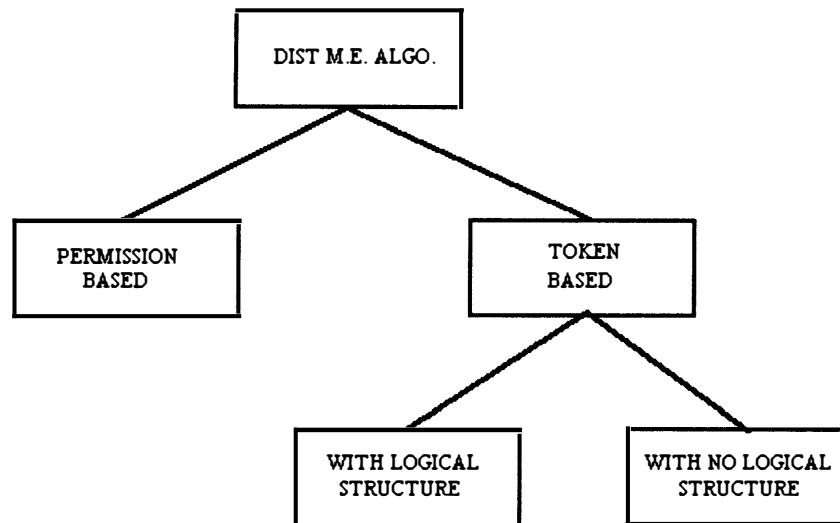 DIST M.E. ALGO.
PERMISSION
BASED
TOKEN
BASED
WITH LOGICAL
STRUCTURE
WITH NO LOGICAL
STRUCTURE